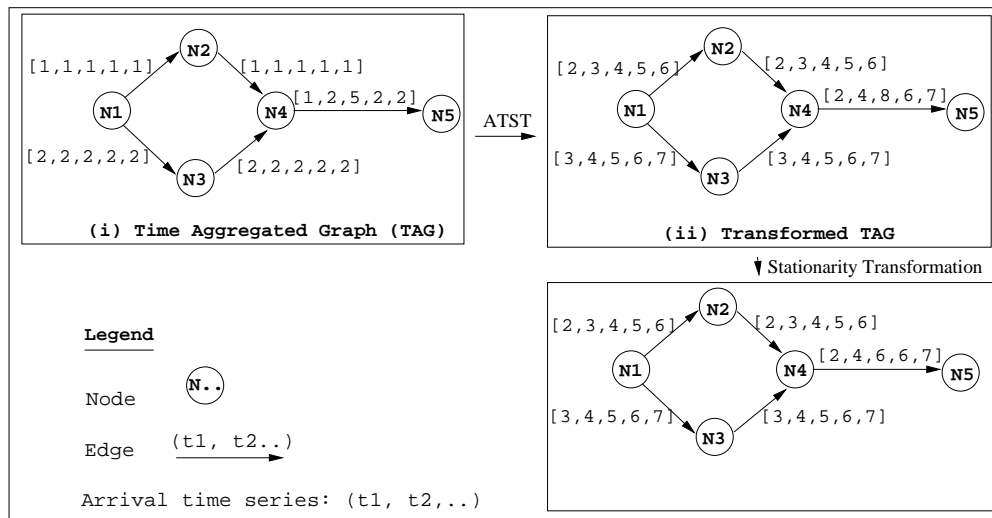 N2
[1,1,1,1,1]
[1,1,1,1,1]
[1,2,5,2,2]
N1
N4
N5
[2,2,2,2,2]
[2,2,2,2,2]
N3
(i) Time Aggregated Graph (TAG)
ATST
N2
[2,3,4,5,6]
[2,3,4,5,6]
[2,4,8,6,7]
N1
N4
N5
[3,4,5,6,7]
[3,4,5,6,7]
N3
(ii) Transformed TAG
Stationarity Transformation
N2
[2,3,4,5,6]
[2,3,4,5,6]
[2,4,6,6,7]
N1
N4
N5
[3,4,5,6,7]
[3,4,5,6,7]
N3
Legend
Node
N..
Edge
(t1, t2..)
Arrival time series: (t1, t2,..)